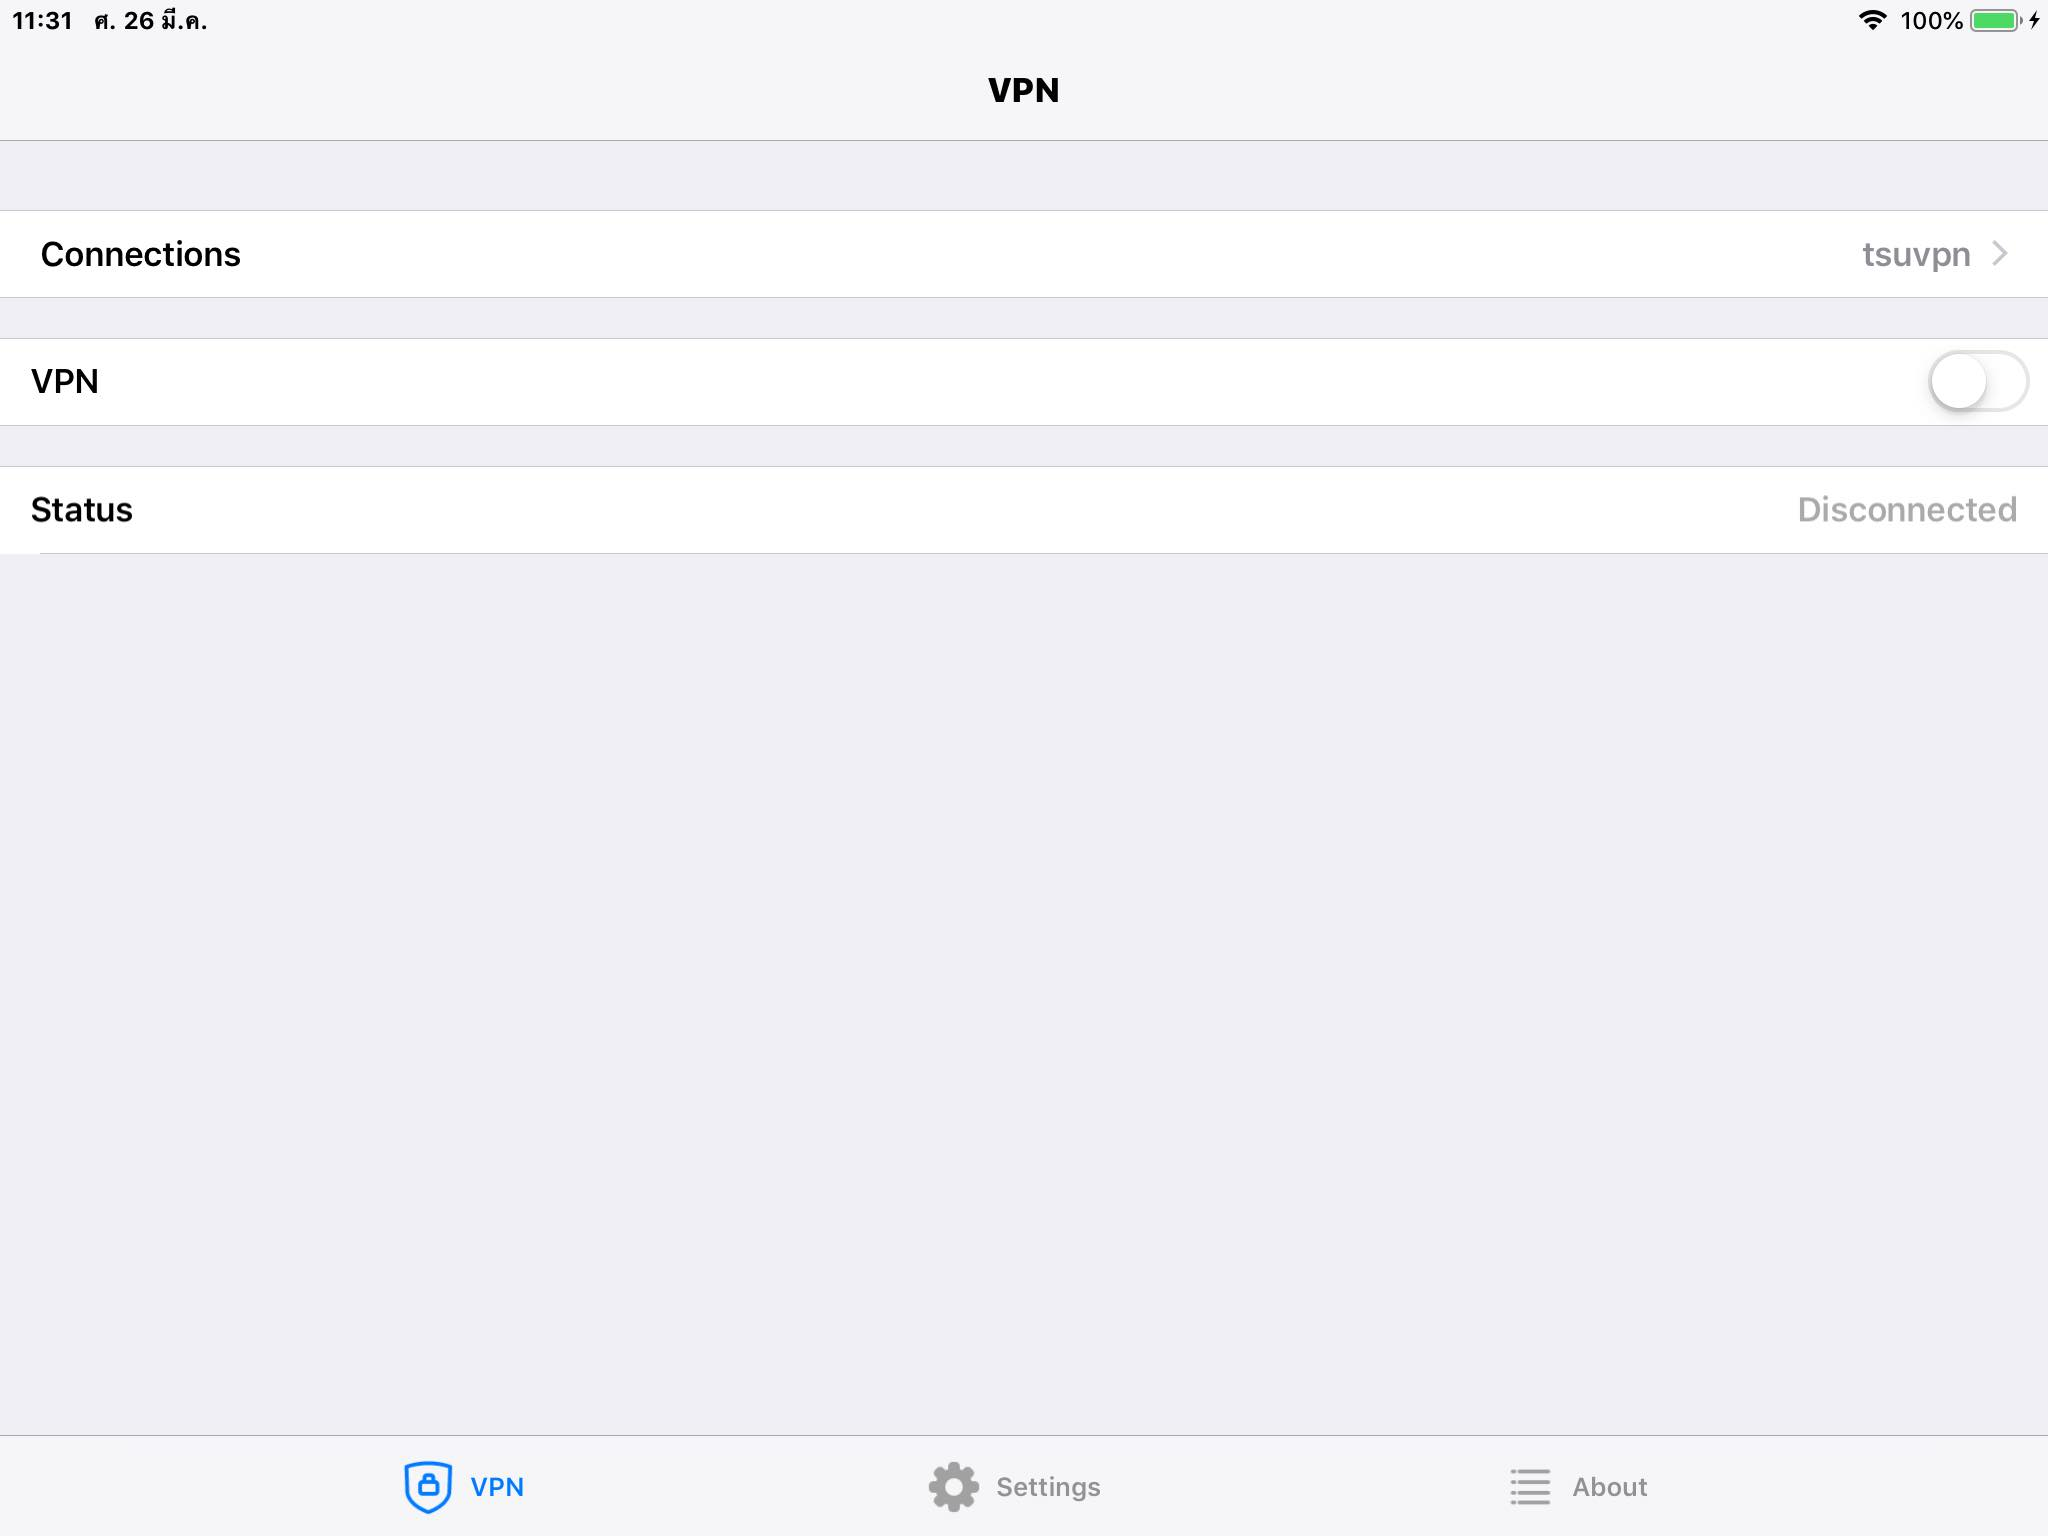 11:31 ศ. 26 มี.ค. 100%
VPN
Connections tsuvpn
VPN
Status Disconnected
VPN Settings About